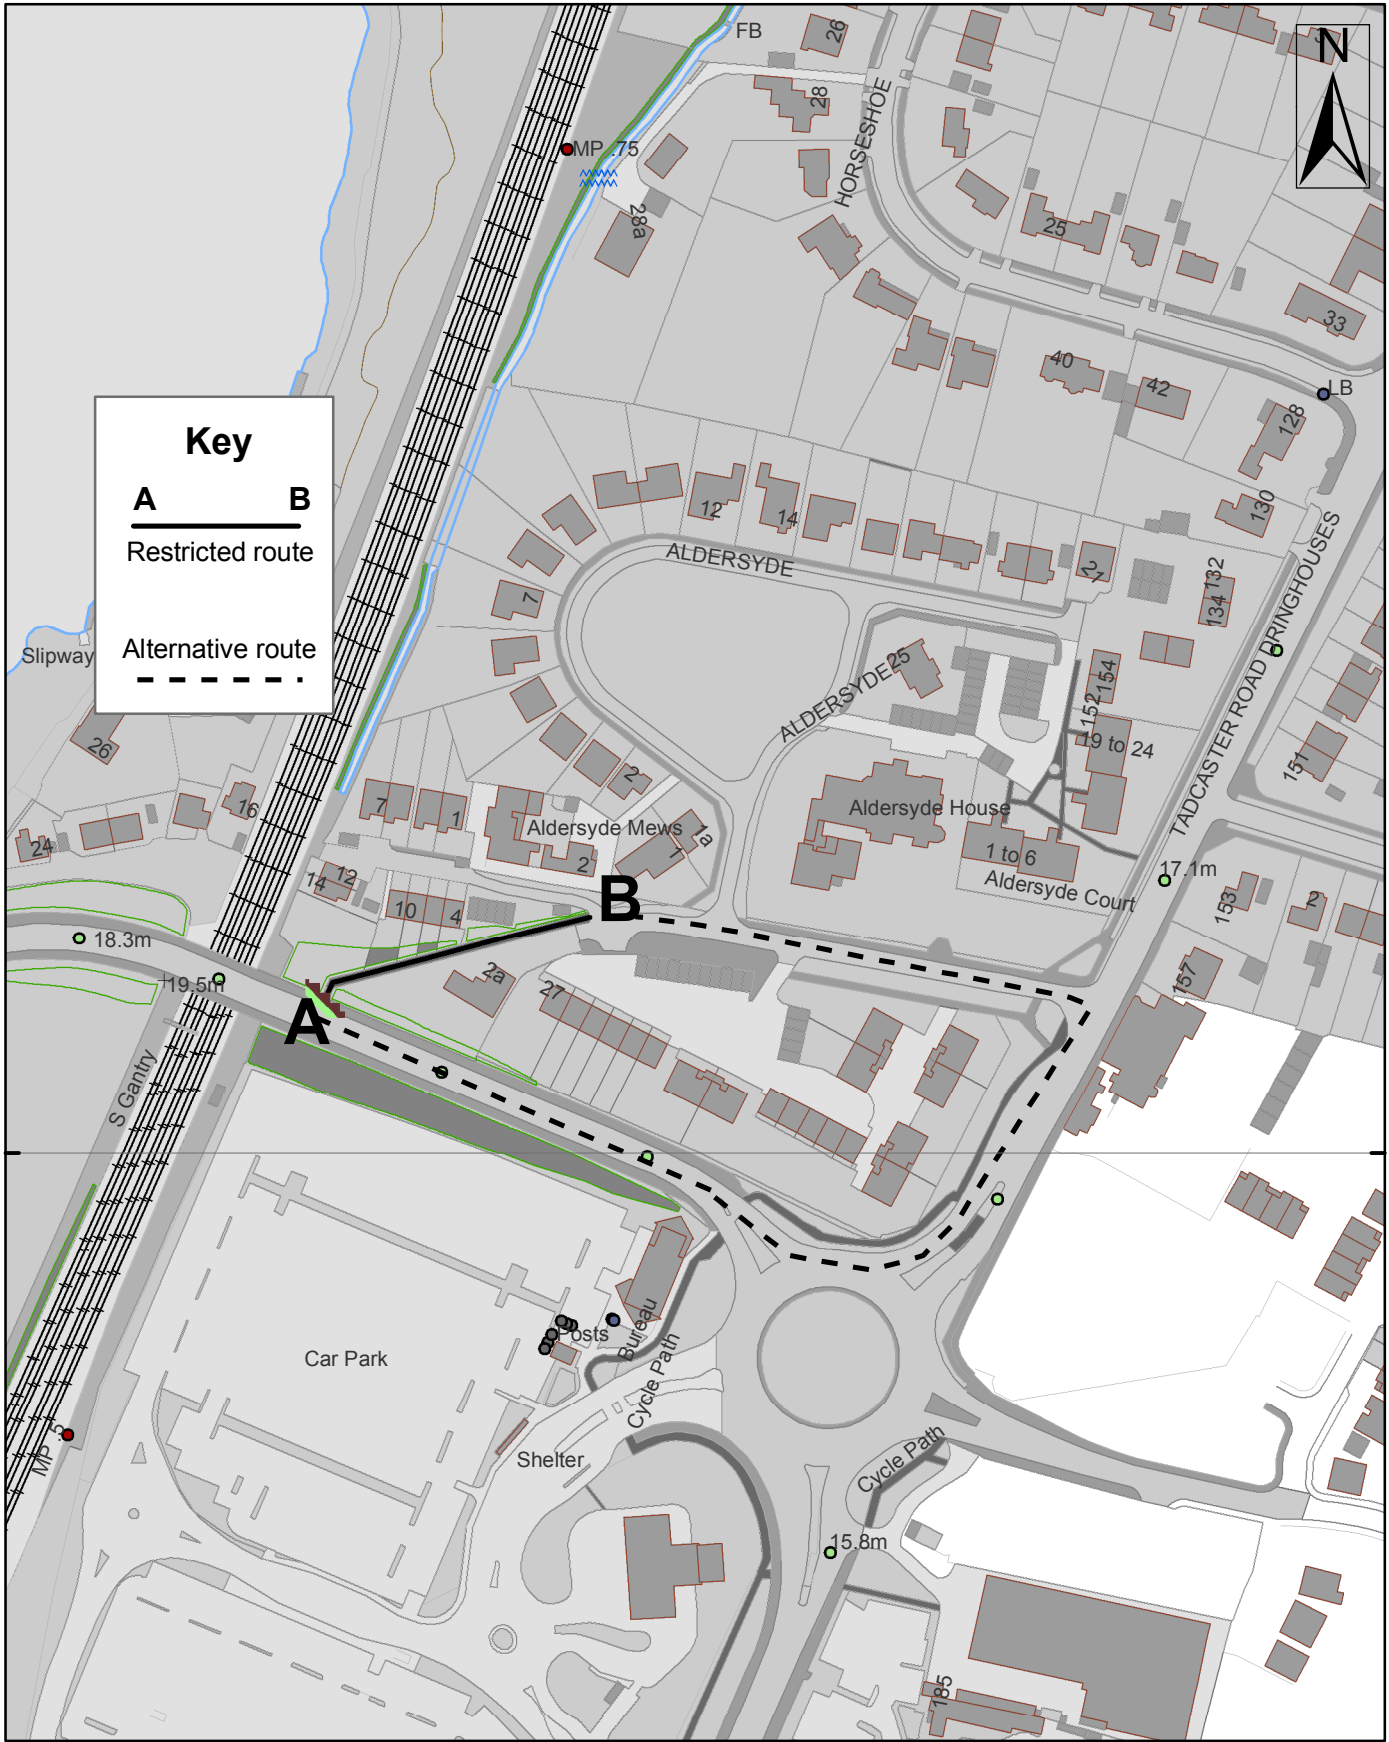 FB
26
N
28
HORSESHOE
MP .75
28a
25
33
Key
A B
Restricted route
Alternative route
40
42
LB
128
130
12
14
ALDERSYDE
27
132
134
7
TADCASTER ROAD DRINGHOUSES
Slipway
ALDERSYDE
25
154
152
19 to 24
151
26
2
16
7
1
Aldersyde Mews
1a
1
2
Aldersyde House
1 to 6
Aldersyde Court
17.1m
24
14
12
10
4
B
153
2
18.3m
19.5m
2a
27
157
A
S Gantry
Car Park
Posts
Bureau
Cycle Path
Shelter
Cycle Path
MP .5
15.8m
185